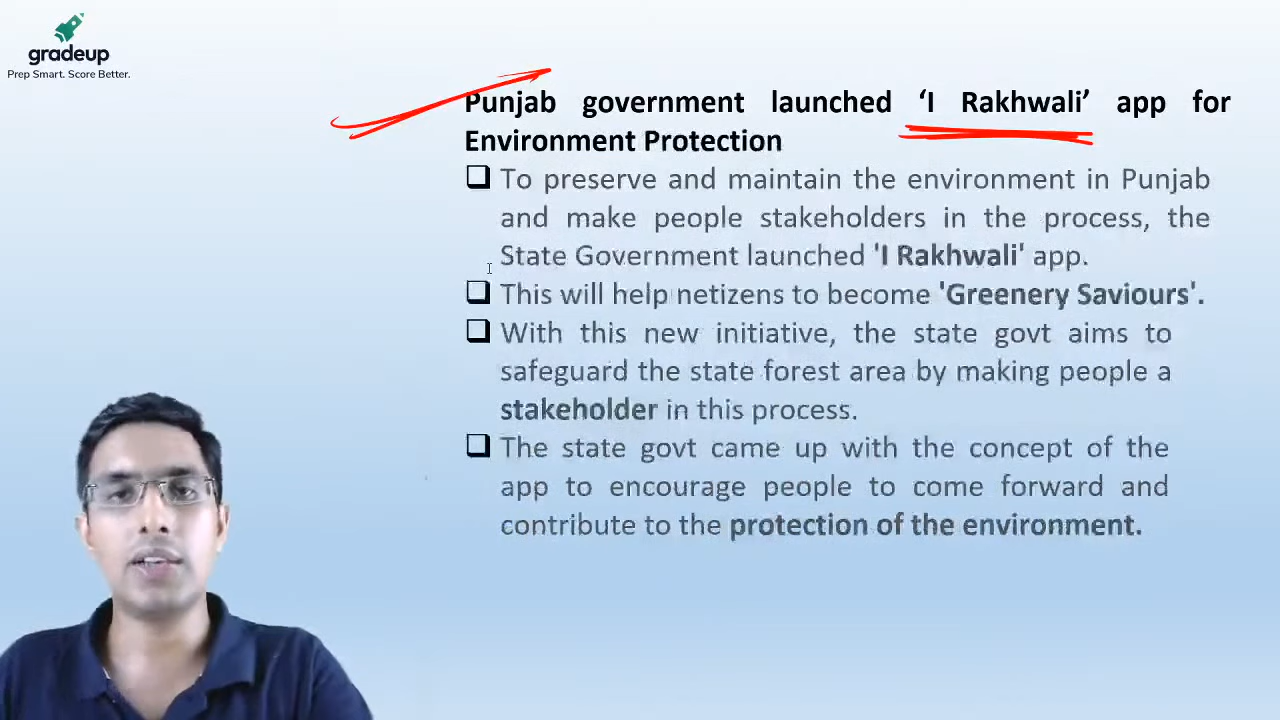 gradeup
Prep Smart. Score Better.
Punjab government launched ‘I Rakhwali’ app for
Environment Protection
To preserve and maintain the environment in Punjab
and make people stakeholders in the process, the
State Government launched 'I Rakhwali' app.
This will help netizens to become 'Greenery Saviours'.
With this new initiative, the state govt aims to
safeguard the state forest area by making people a
stakeholder in this process.
The state govt came up with the concept of the
app to encourage people to come forward and
contribute to the protection of the environment.